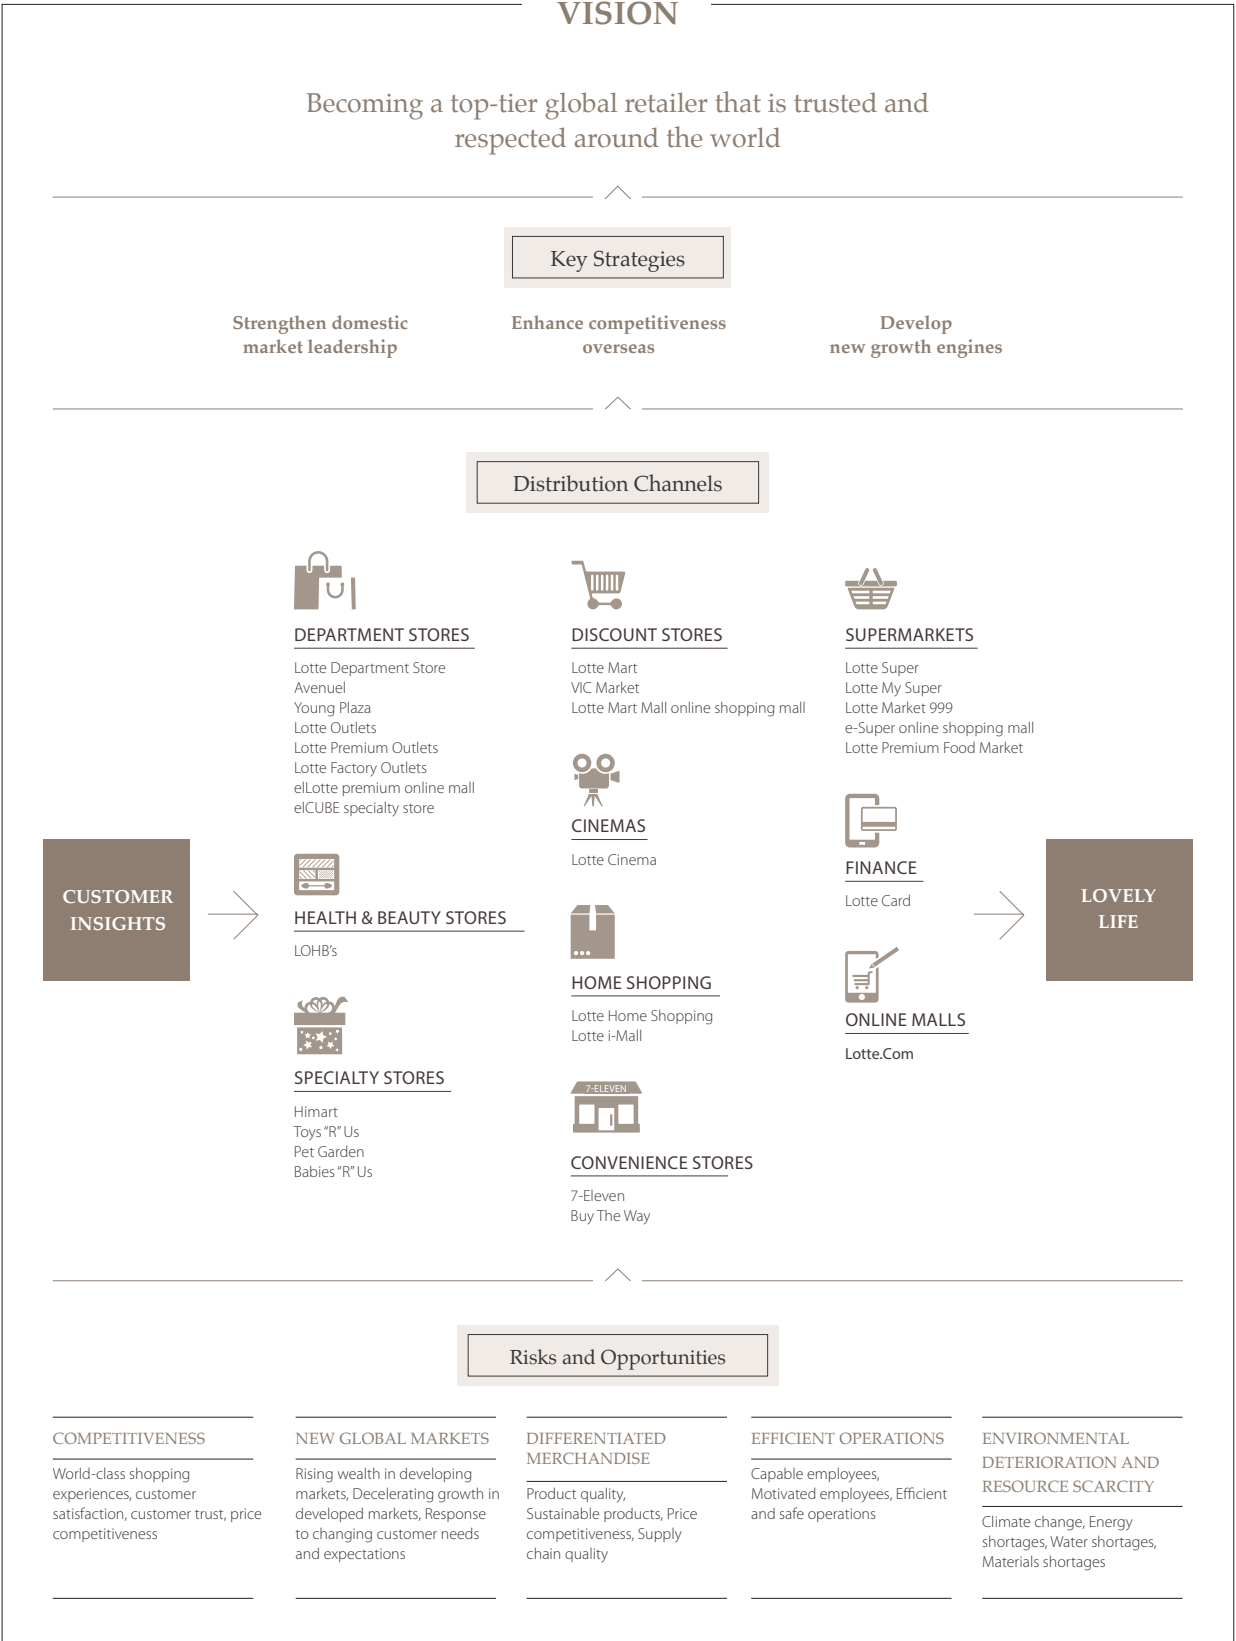 VISION
Becoming a top-tier global retailer that is trusted and
respected around the world
Key Strategies
Strengthen domestic
market leadership
Enhance competitiveness
overseas
Develop
new growth engines
Distribution Channels
CUSTOMER
INSIGHTS
DEPARTMENT STORES
Lotte Department Store
Avenuel
Young Plaza
Lotte Outlets
Lotte Premium Outlets
Lotte Factory Outlets
elLotte premium online mall
elCUBE specialty store
HEALTH & BEAUTY STORES
LOHB's
SPECIALTY STORES
Himart
Toys “R” Us
Pet Garden
Babies “R” Us
DISCOUNT STORES
Lotte Mart
VIC Market
Lotte Mart Mall online shopping mall
CINEMAS
Lotte Cinema
HOME SHOPPING
Lotte Home Shopping
Lotte i-Mall
7-ELEVEN
CONVENIENCE STORES
7-Eleven
Buy The Way
SUPERMARKETS
Lotte Super
Lotte My Super
Lotte Market 999
e-Super online shopping mall
Lotte Premium Food Market
FINANCE
Lotte Card
ONLINE MALLS
Lotte.Com
LOVELY
LIFE
Risks and Opportunities
COMPETITIVENESS
World-class shopping
experiences, customer
satisfaction, customer trust, price
competitiveness
NEW GLOBAL MARKETS
Rising wealth in developing
markets, Decelerating growth in
developed markets, Response
to changing customer needs
and expectations
DIFFERENTIATED
MERCHANDISE
Product quality,
Sustainable products, Price
competitiveness, Supply
chain quality
EFFICIENT OPERATIONS
Capable employees,
Motivated employees, Efficient
and safe operations
ENVIRONMENTAL
DETERIORATION AND
RESOURCE SCARCITY
Climate change, Energy
shortages, Water shortages,
Materials shortages